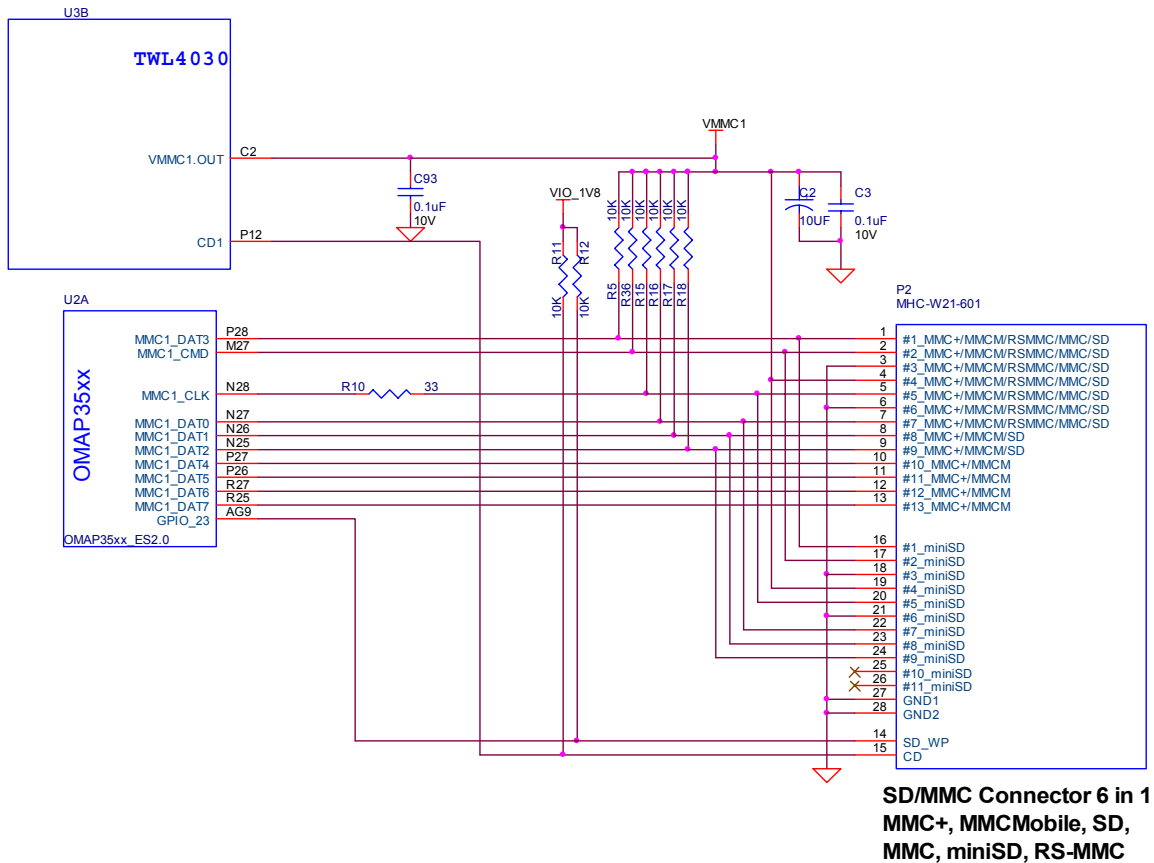 U3B
TWL4030
VMMC1.OUT C2
CD1 P12
C93
0.1uF
10V
VMMC1
VIO_1V8
R11
10K
R12
10K
10K
10K
10K
10K
10K
10K
R5
R36
R15
R16
R17
R18
C2
10UF
C3
0.1uF
10V
U2A
OMAP35xx
MMC1_DAT3 P28
MMC1_CMD M27
MMC1_CLK N28
R10 33
MMC1_DAT0 N27
MMC1_DAT1 N26
MMC1_DAT2 N25
MMC1_DAT4 P27
MMC1_DAT5 P26
MMC1_DAT6 R27
MMC1_DAT7 R25
GPIO_23 AG9
OMAP35xx_ES2.0
P2
MHC-W21-601
1 #1_MMC+/MMCM/RSMMC/MMC/SD
2 #2_MMC+/MMCM/RSMMC/MMC/SD
3 #3_MMC+/MMCM/RSMMC/MMC/SD
4 #4_MMC+/MMCM/RSMMC/MMC/SD
5 #5_MMC+/MMCM/RSMMC/MMC/SD
6 #6_MMC+/MMCM/RSMMC/MMC/SD
7 #7_MMC+/MMCM/RSMMC/MMC/SD
8 #8_MMC+/MMCM/SD
9 #9_MMC+/MMCM/SD
10 #10_MMC+/MMCM
11 #11_MMC+/MMCM
12 #12_MMC+/MMCM
13 #13_MMC+/MMCM
16 #1_miniSD
17 #2_miniSD
18 #3_miniSD
19 #4_miniSD
20 #5_miniSD
21 #6_miniSD
22 #7_miniSD
23 #8_miniSD
24 #9_miniSD
25 #10_miniSD
26 #11_miniSD
27 GND1
28 GND2
14 SD_WP
15 CD
SD/MMC Connector 6 in 1
MMC+, MMCMobile, SD,
MMC, miniSD, RS-MMC